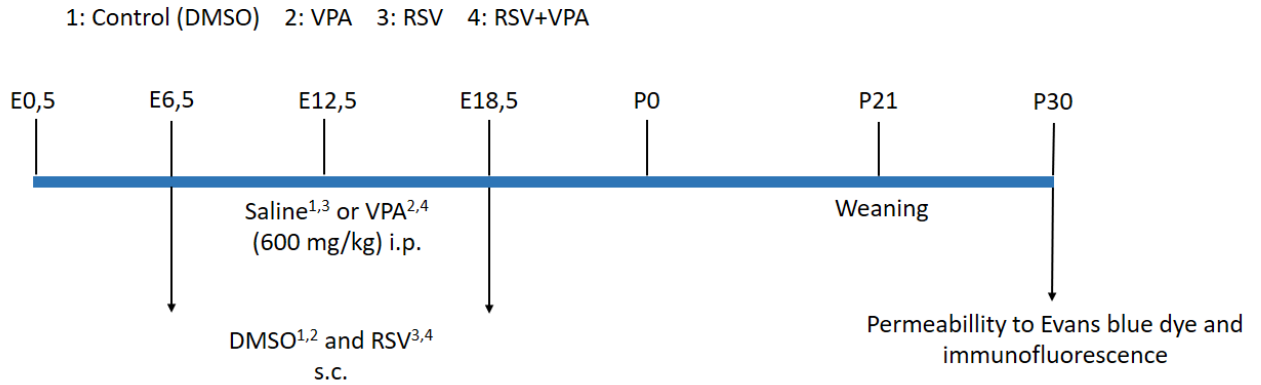 1: Control (DMSO) 2: VPA 3: RSV 4: RSV+VPA
E0,5 E6,5 E12,5 E18,5 P0 P21 P30
Saline¹,³ or VPA²,⁴
(600 mg/kg) i.p.
Weaning
DMSO¹,² and RSV³,⁴
s.c.
Permeabillity to Evans blue dye and
immunofluorescence